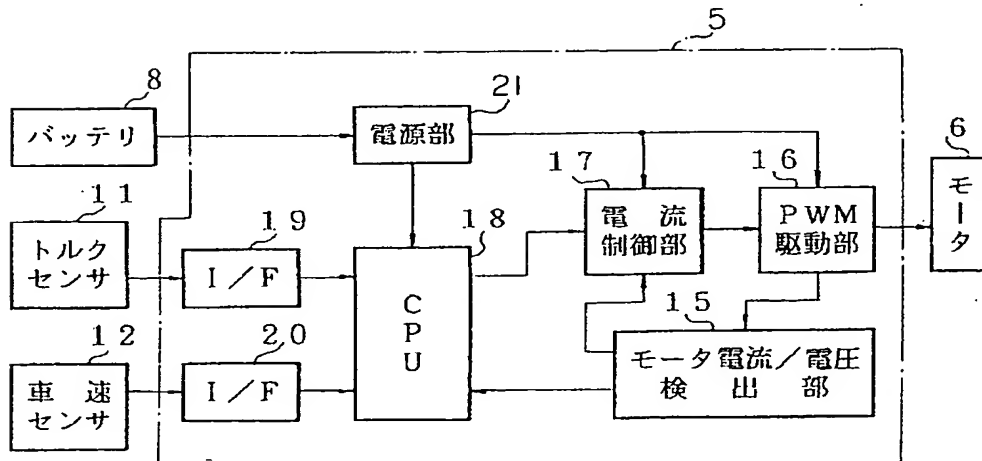 5
8
バッテリ
21
電源部
11
トルク
センサ
19
I/F
18
CPU
17
電流
制御部
16
PWM
駆動部
6
モータ
12
車速
センサ
20
I/F
15
モータ電流/電圧
検出部